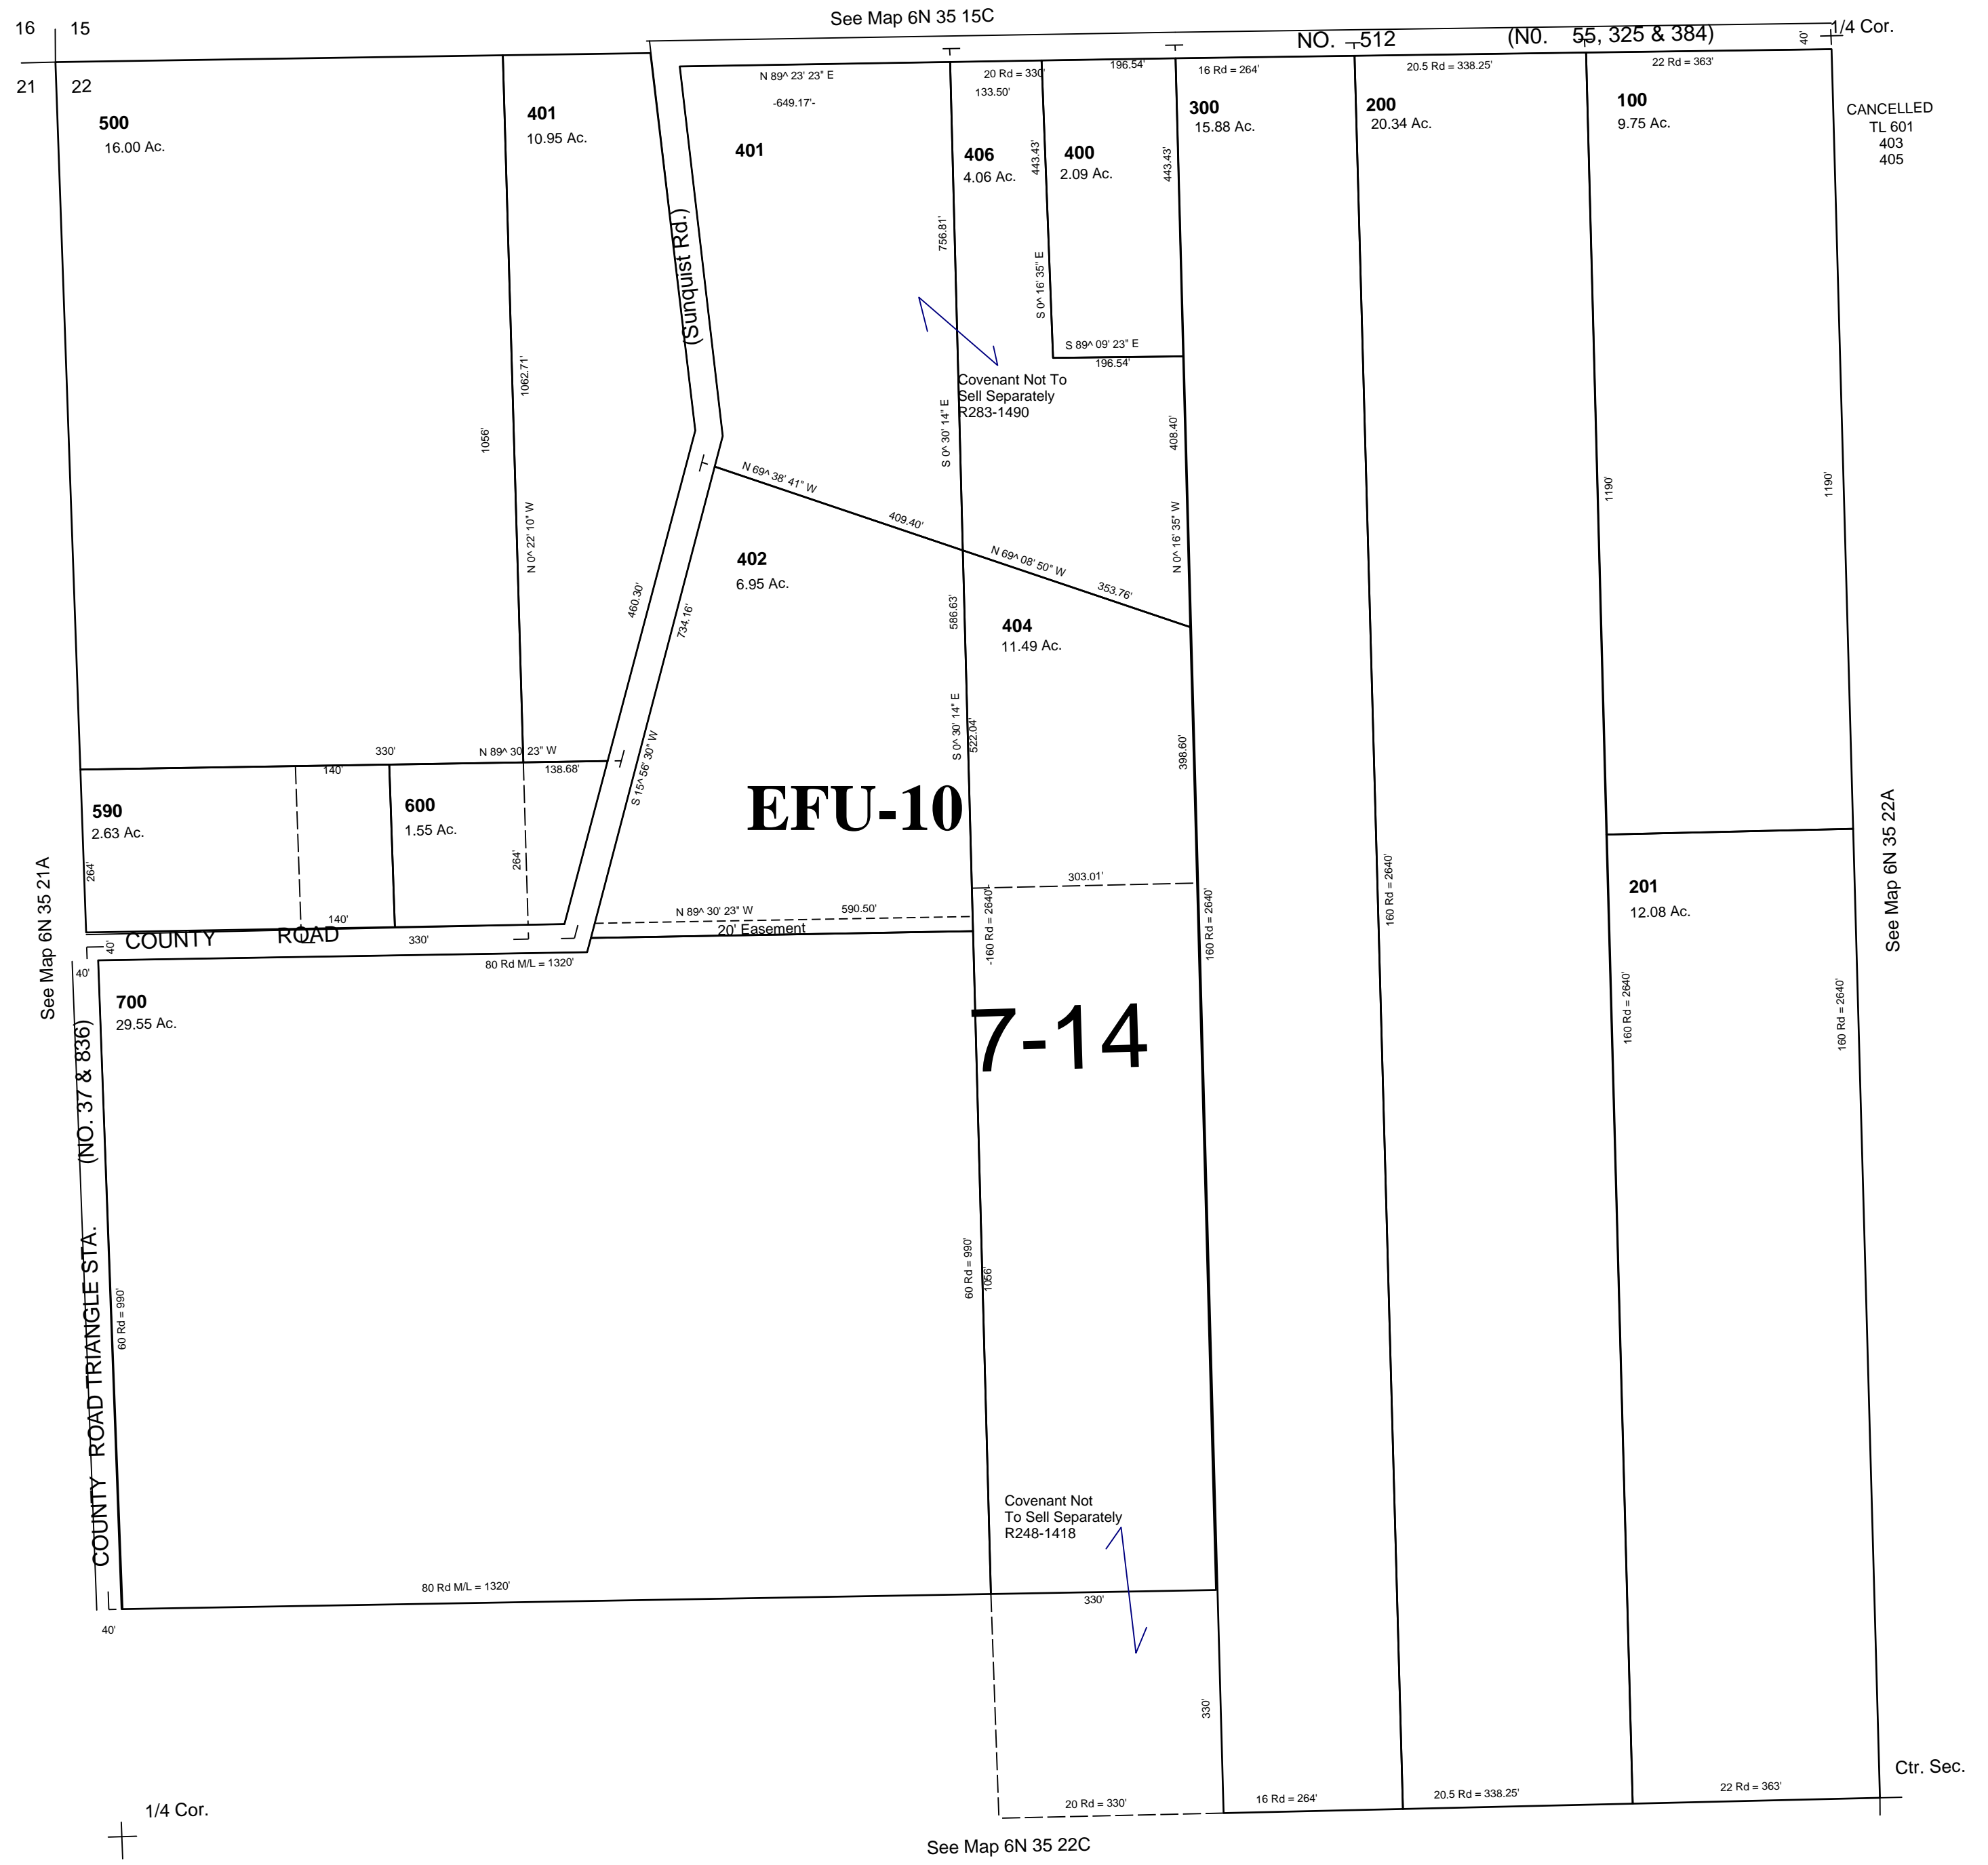 See Map 6N 35 15C
16 15
21 22
NO. 512 (N0. 55, 325 & 384)
40'
1/4 Cor.
N 89^ 23' 23" E
-649.17'-
20 Rd = 330'
133.50'
196.54'
16 Rd = 264'
20.5 Rd = 338.25'
22 Rd = 363'
500
16.00 Ac.
401
10.95 Ac.
401
406
4.06 Ac.
400
2.09 Ac.
300
15.88 Ac.
200
20.34 Ac.
100
9.75 Ac.
CANCELLED
TL 601
403
405
443.43'
443.43'
(Sunquist Rd.)
756.81'
S 0^ 16' 35" E
S 89^ 09' 23" E
196.54'
Covenant Not To
Sell Separately
R283-1490
1062.71'
1056'
S 0^ 30' 14" E
408.40'
N 69^ 38' 41" W
409.40'
1190'
1190'
N 0^ 22' 10" W
N 0^ 16' 35" W
N 69^ 08' 50" W
353.76'
402
6.95 Ac.
460.30'
734.16'
586.63'
404
11.49 Ac.
S 0^ 30' 14" E
522.04'
398.60'
330'
N 89^ 30' 23" W
140'
138.68'
S 15^ 56' 30" W
590
2.63 Ac.
600
1.55 Ac.
EFU-10
264'
264'
See Map 6N 35 21A
See Map 6N 35 22A
303.01'
160 Rd = 2640'
201
12.08 Ac.
140'
N 89^ 30' 23" W
590.50'
20' Easement
COUNTY ROAD
330'
40'
40'
80 Rd M/L = 1320'
-160 Rd = 2640'-
160 Rd = 2640'
160 Rd = 2640'
160 Rd = 2640'
700
29.55 Ac.
7-14
COUNTY ROAD TRIANGLE STA. (NO. 37 & 836)
60 Rd = 990'
60 Rd = 990'
1056'
Covenant Not
To Sell Separately
R248-1418
80 Rd M/L = 1320'
330'
40'
330'
20 Rd = 330'
16 Rd = 264'
20.5 Rd = 338.25'
22 Rd = 363'
Ctr. Sec.
1/4 Cor.
See Map 6N 35 22C